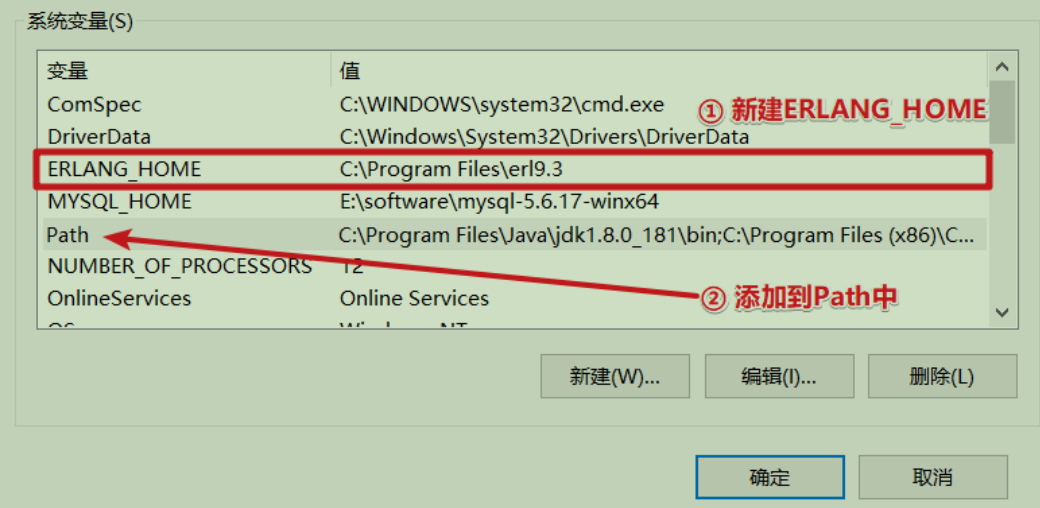 系统变量(S)
变量 值
ComSpec C:\WINDOWS\system32\cmd.exe
① 新建ERLANG_HOME
DriverData C:\Windows\System32\Drivers\DriverData
ERLANG_HOME C:\Program Files\erl9.3
MYSQL_HOME E:\software\mysql-5.6.17-winx64
Path C:\Program Files\Java\jdk1.8.0_181\bin;C:\Program Files (x86)\C...
NUMBER_OF_PROCESSORS 12
OnlineServices Online Services
② 添加到Path中
新建(W)... 编辑(I)... 删除(L)
确定 取消